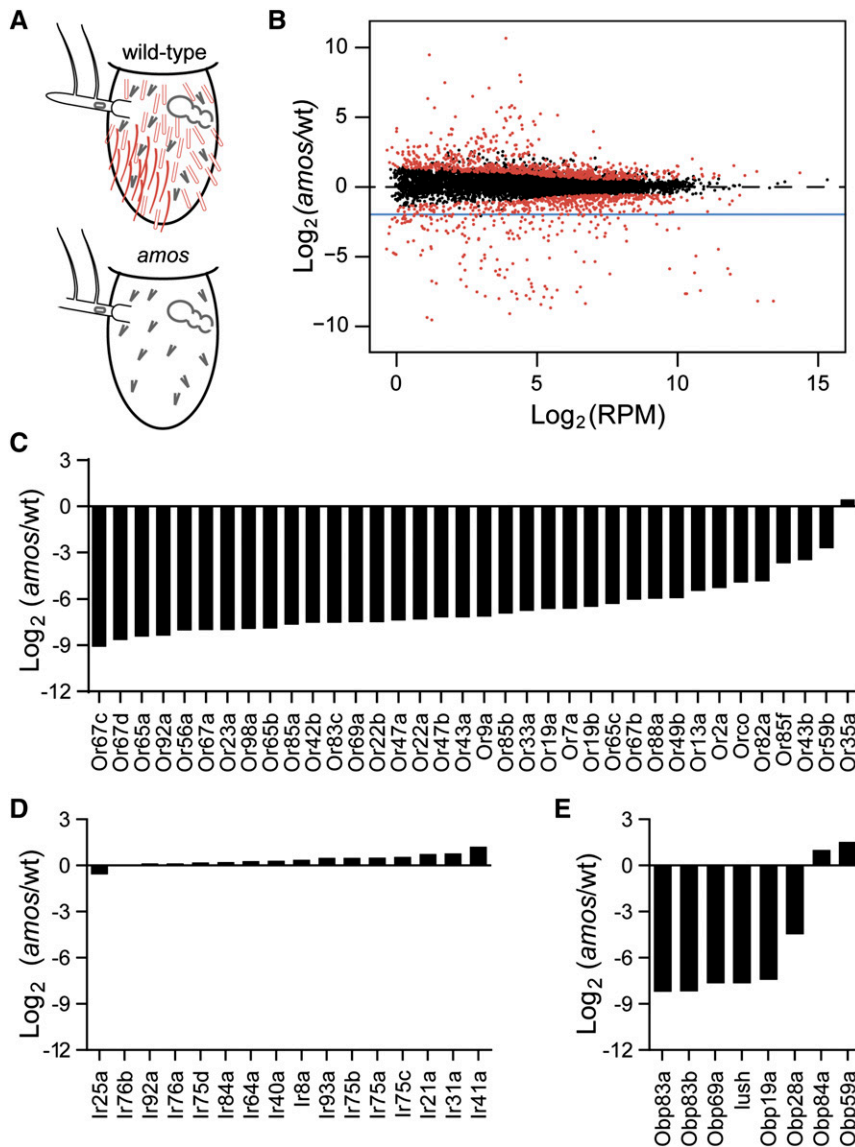 A
wild-type
amos
B
Log2(amos/wt)
10
5
0
−5
−10
0
5
10
15
Log2(RPM)
C
Log2 (amos/wt)
3
0
-3
-6
-9
-12
Or67c
Or67d
Or65a
Or92a
Or56a
Or67a
Or23a
Or98a
Or65b
Or85a
Or42b
Or83c
Or69a
Or22b
Or47a
Or22a
Or47b
Or43a
Or9a
Or85b
Or33a
Or19a
Or7a
Or19b
Or65c
Or67b
Or88a
Or49b
Or13a
Or2a
Orco
Or82a
Or85f
Or43b
Or59b
Or35a
D
Log2 (amos/wt)
3
0
-3
-6
-9
-12
Ir25a
Ir76b
Ir92a
Ir76a
Ir75d
Ir84a
Ir64a
Ir40a
Ir8a
Ir93a
Ir75b
Ir75a
Ir75c
Ir21a
Ir31a
Ir41a
E
Log2 (amos/wt)
3
0
-3
-6
-9
-12
Obp83a
Obp83b
Obp69a
lush
Obp19a
Obp28a
Obp84a
Obp59a